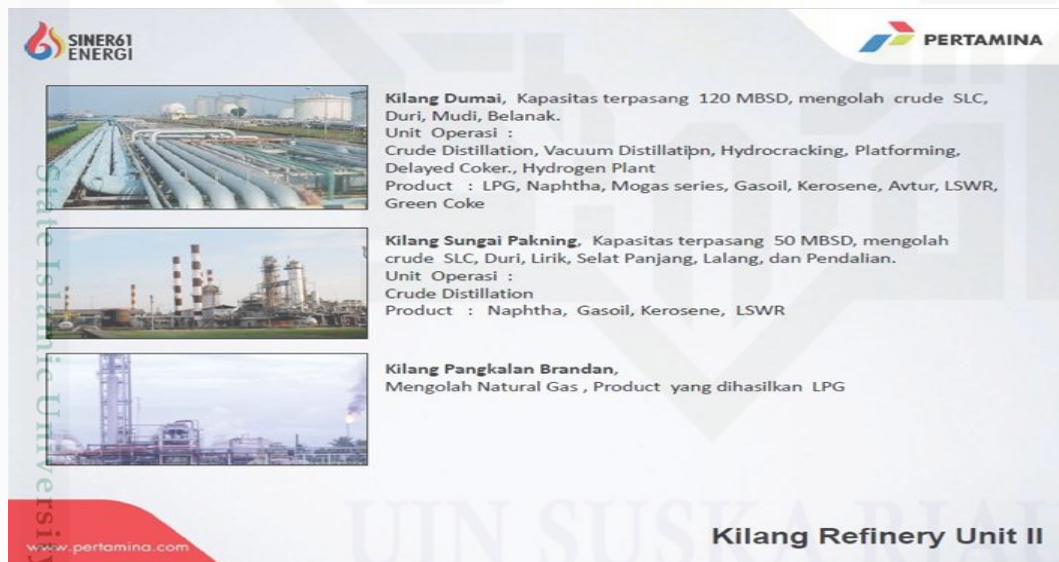 SINER61
ENERGI
PERTAMINA
Kilang Dumai, Kapasitas terpasang 120 MBSD, mengolah crude SLC,
Duri, Mudi, Belanak.
Unit Operasi :
Crude Distillation, Vacuum Distillation, Hydrocracking, Platforming,
Delayed Coker., Hydrogen Plant
Product : LPG, Naphtha, Mogas series, Gasoil, Kerosene, Avtur, LSWR,
Green Coke
Kilang Sungai Pakning, Kapasitas terpasang 50 MBSD, mengolah
crude SLC, Duri, Lirik, Selat Panjang, Lalang, dan Pendalian.
Unit Operasi :
Crude Distillation
Product : Naphtha, Gasoil, Kerosene, LSWR
Kilang Pangkalan Brandan,
Mengolah Natural Gas , Product yang dihasilkan LPG
State Islamic University
UIN SUSKA RIAU
Kilang Refinery Unit II
www.pertamina.com